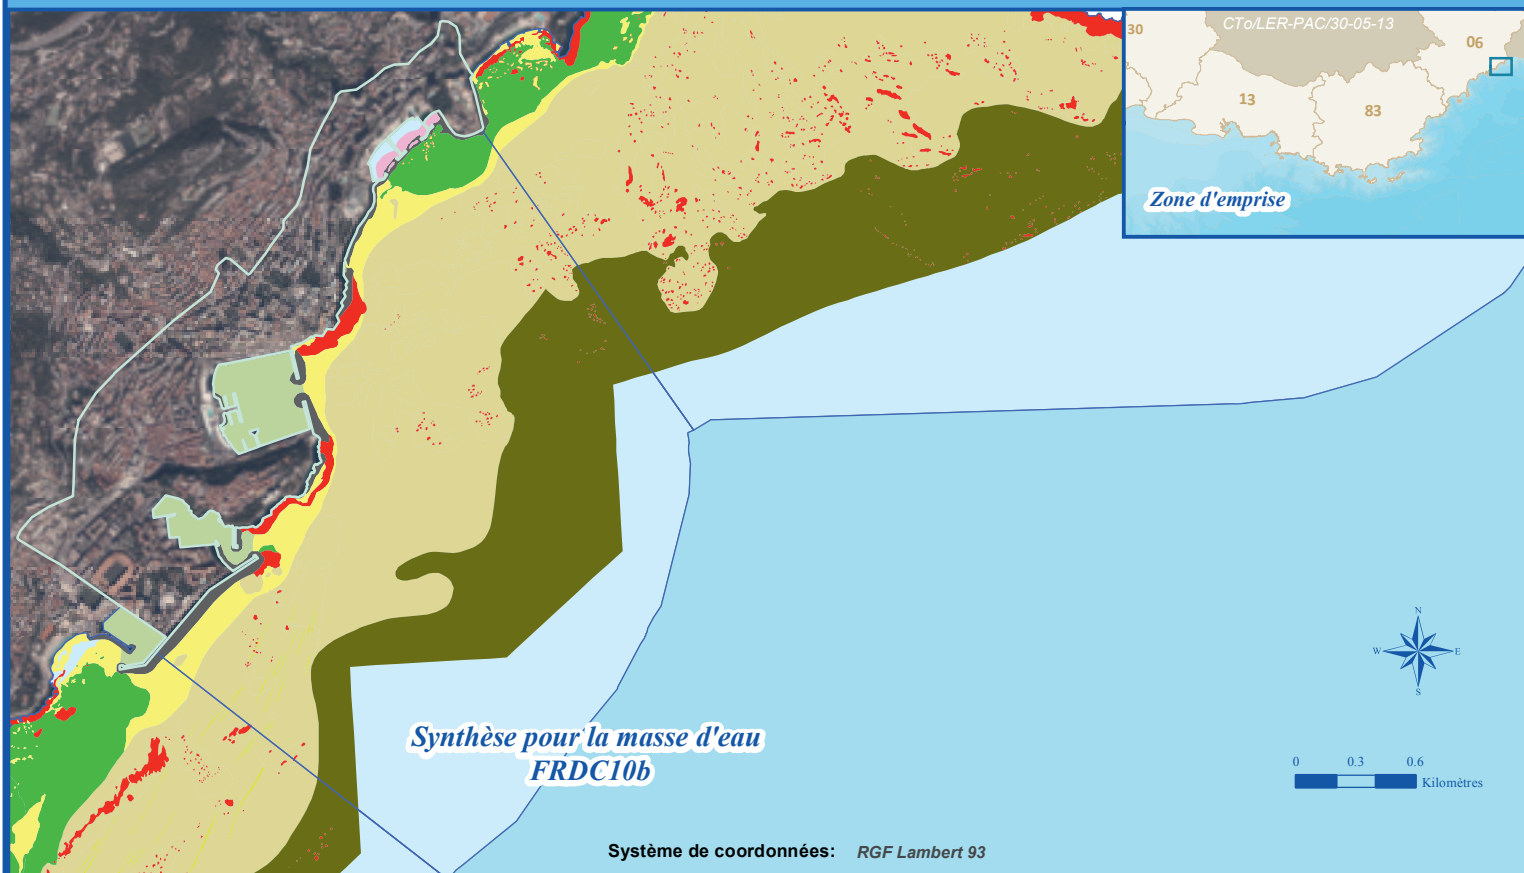 CTo/LER-PAC/30-05-13
30
06
13
83
Zone d'emprise
N
W
E
S
Synthèse pour la masse d'eau
FRDC10b
0
0.3
0.6
Kilomètres
Système de coordonnées: RGF Lambert 93